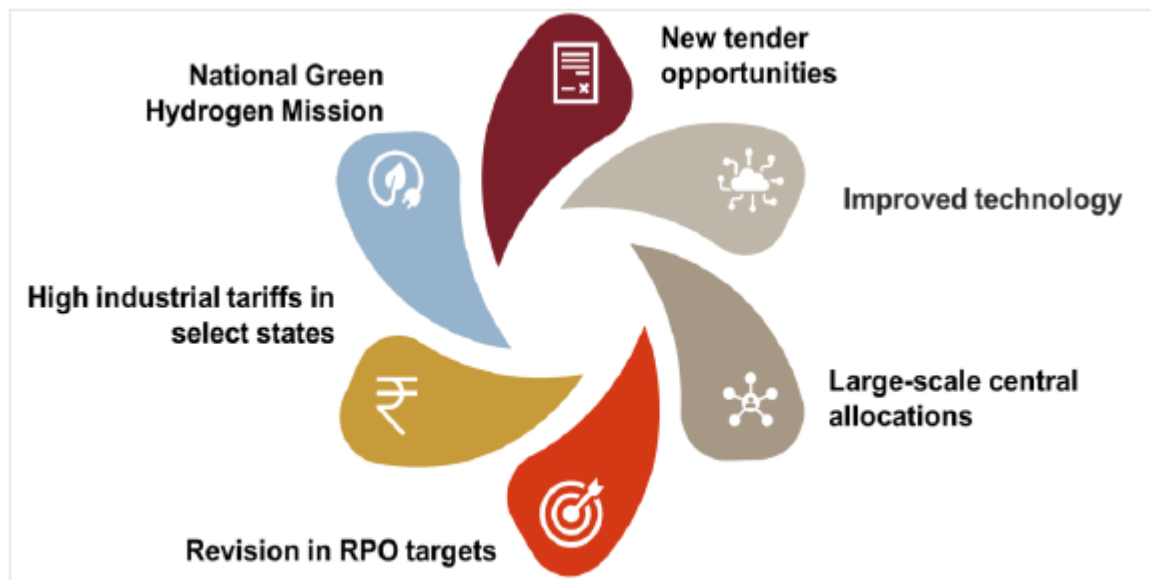 New tender
opportunities
Improved technology
Large-scale central
allocations
Revision in RPO targets
High industrial tariffs in
select states
National Green
Hydrogen Mission
₹